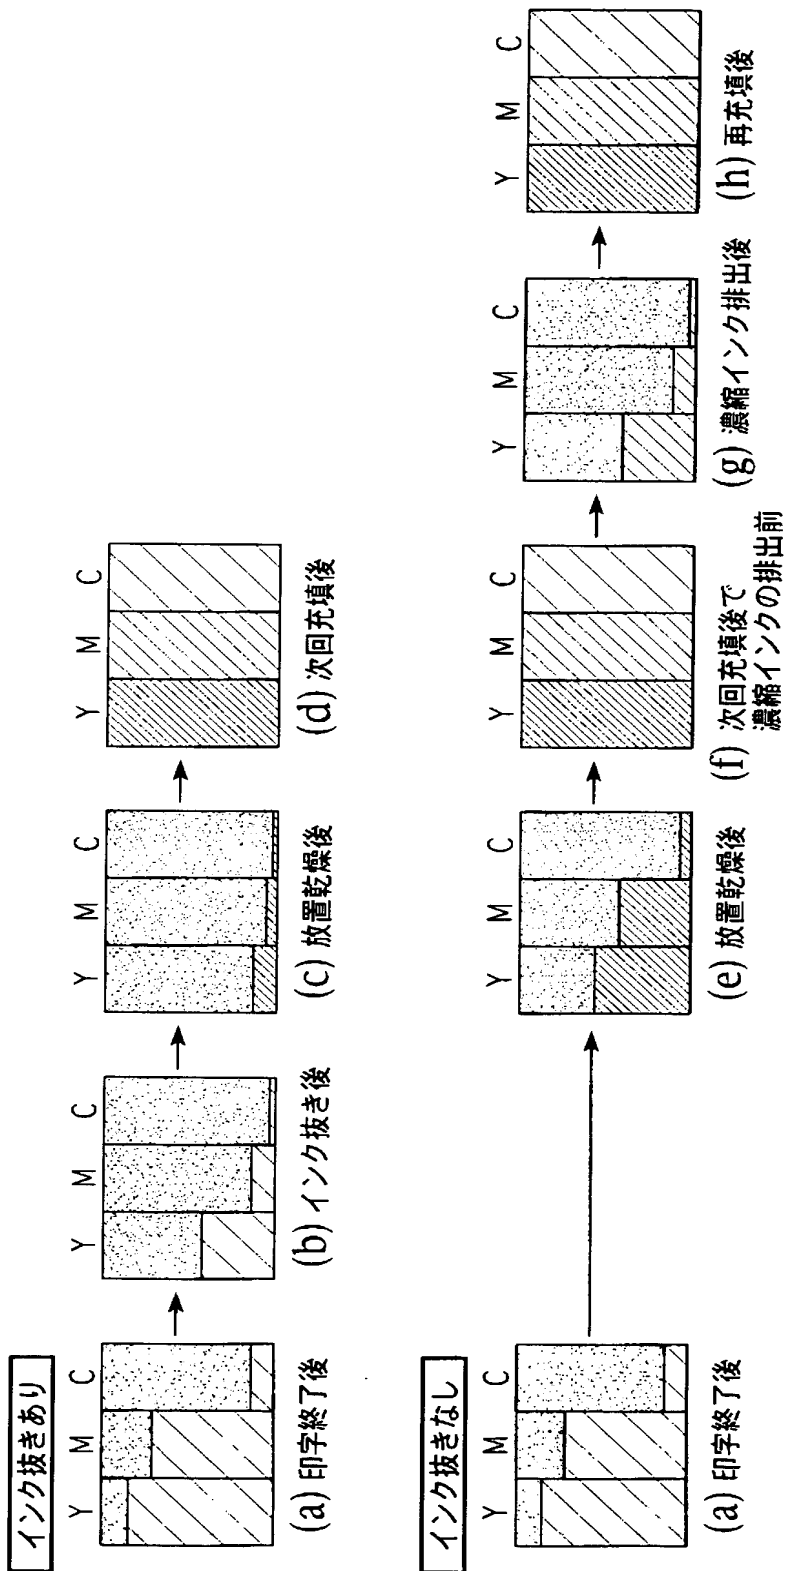 インク抜きあり
Y M C
(a) 印字終了後
Y M C
(b) インク抜き後
Y M C
(c) 放置乾燥後
Y M C
(d) 次回充填後
インク抜きなし
Y M C
(a) 印字終了後
Y M C
(e) 放置乾燥後
Y M C
(f) 次回充填後で
濃縮インクの排出前
Y M C
(g) 濃縮インク排出後
Y M C
(h) 再充填後